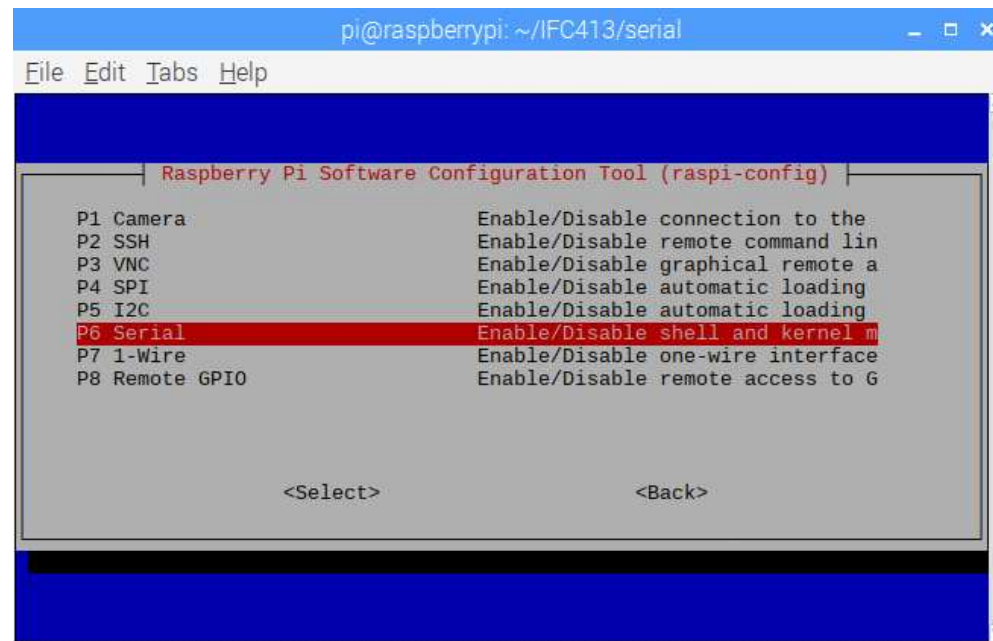 pi@raspberrypi: ~/IFC413/serial
File Edit Tabs Help
Raspberry Pi Software Configuration Tool (raspi-config)
P1 Camera Enable/Disable connection to the
P2 SSH Enable/Disable remote command lin
P3 VNC Enable/Disable graphical remote a
P4 SPI Enable/Disable automatic loading
P5 I2C Enable/Disable automatic loading
P6 Serial Enable/Disable shell and kernel m
P7 1-Wire Enable/Disable one-wire interface
P8 Remote GPIO Enable/Disable remote access to G
<Select> <Back>